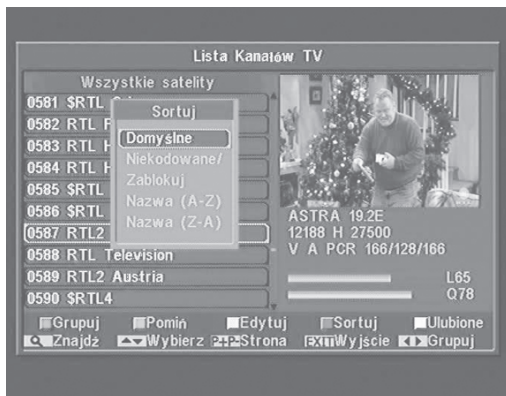 Lista Kanałów TV
Wszystkie satelity
0581 $RTL
0582 RTL
0583 RTL
0584 RTL
0585 $RTL
0586 $RTL
0587 RTL2
0588 RTL Television
0589 RTL2 Austria
0590 $RTL4
Sortuj
Domyślne
Niekodowane/
Zablokuj
Nazwa (A-Z)
Nazwa (Z-A)
ASTRA 19.2E
12188 H 27500
V A PCR 166/128/166
L65
Q78
Grupuj Pomiń Edytuj Sortuj Ulubione
Znajdź Wybierz P+P- Strona EXIT Wyjście Grupuj